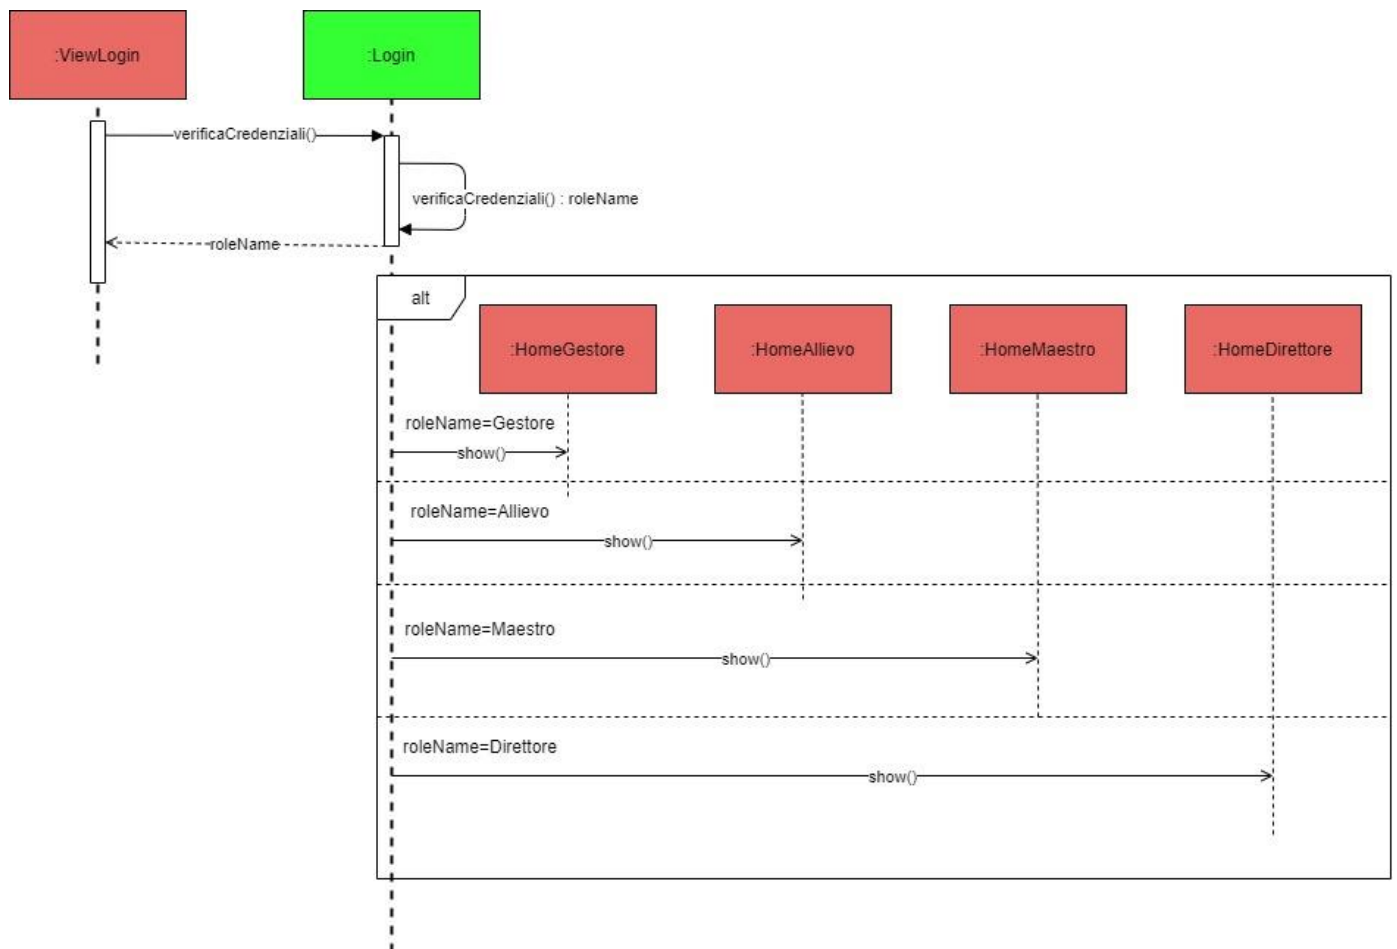 :ViewLogin
:Login
verificaCredenziali()
verificaCredenziali() : roleName
roleName
alt
:HomeGestore
:HomeAllievo
:HomeMaestro
:HomeDirettore
roleName=Gestore
show()
roleName=Allievo
show()
roleName=Maestro
show()
roleName=Direttore
show()